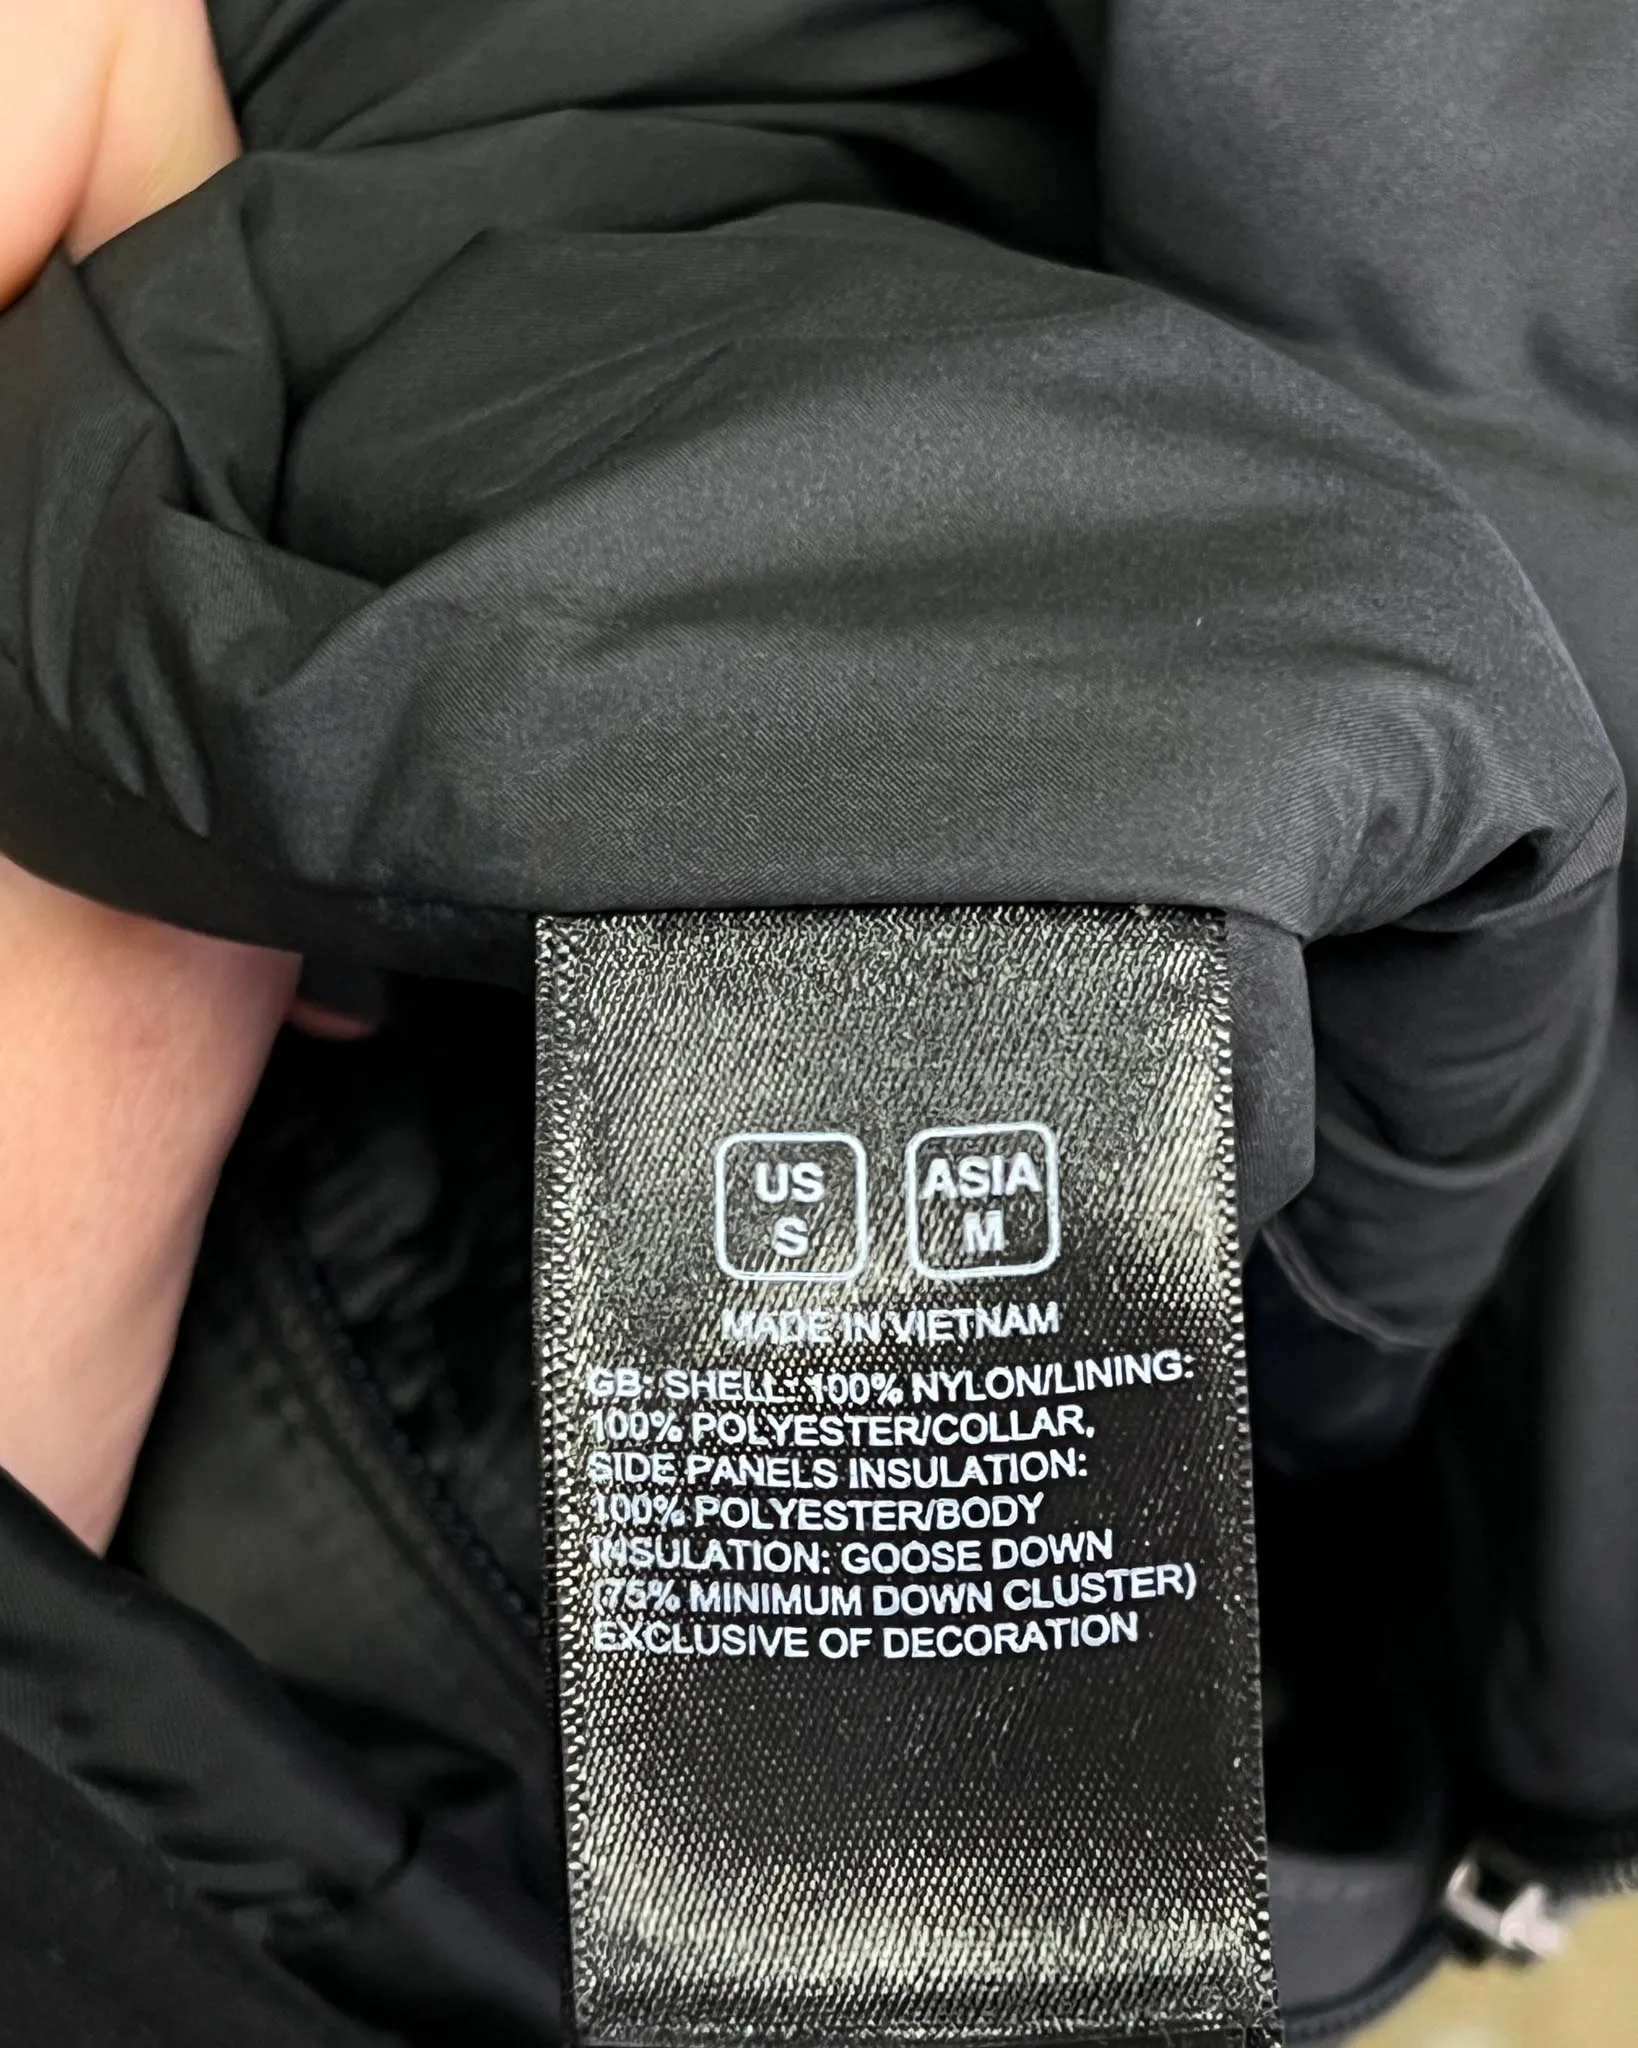 US
S
ASIA
M
MADE IN VIETNAM
GB: SHELL: 100% NYLON/LINING:
100% POLYESTER/COLLAR,
SIDE PANELS INSULATION:
100% POLYESTER/BODY
INSULATION: GOOSE DOWN
(75% MINIMUM DOWN CLUSTER)
EXCLUSIVE OF DECORATION